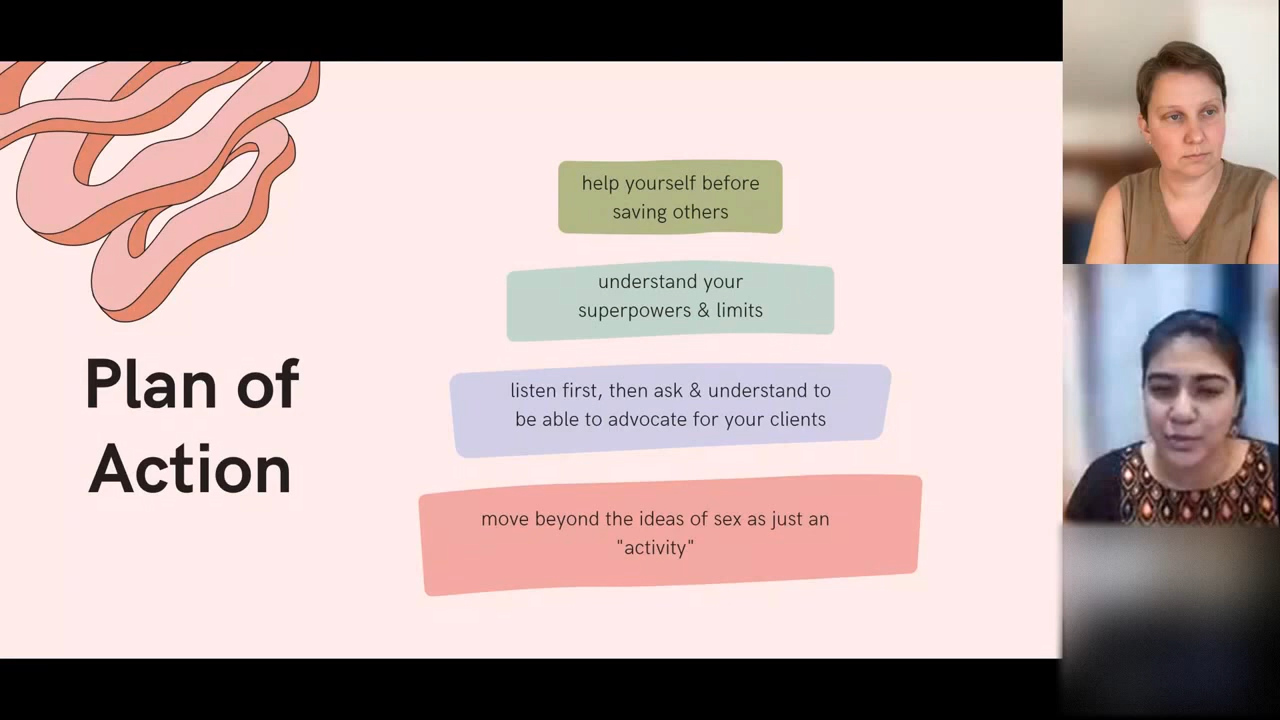 Plan of
Action
help yourself before
saving others
understand your
superpowers & limits
listen first, then ask & understand to
be able to advocate for your clients
move beyond the ideas of sex as just an
"activity"